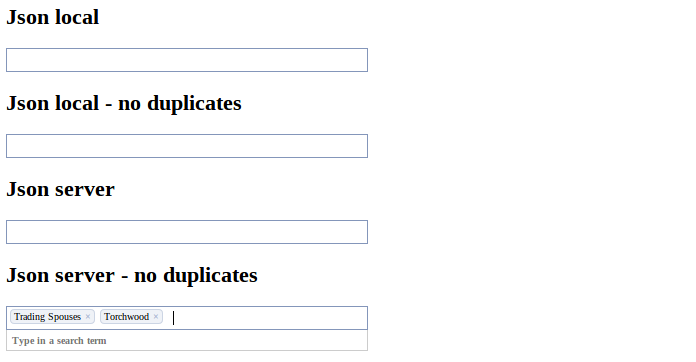 Json local
Json local - no duplicates
Json server
Json server - no duplicates
Trading Spouses × Torchwood ×
Type in a search term